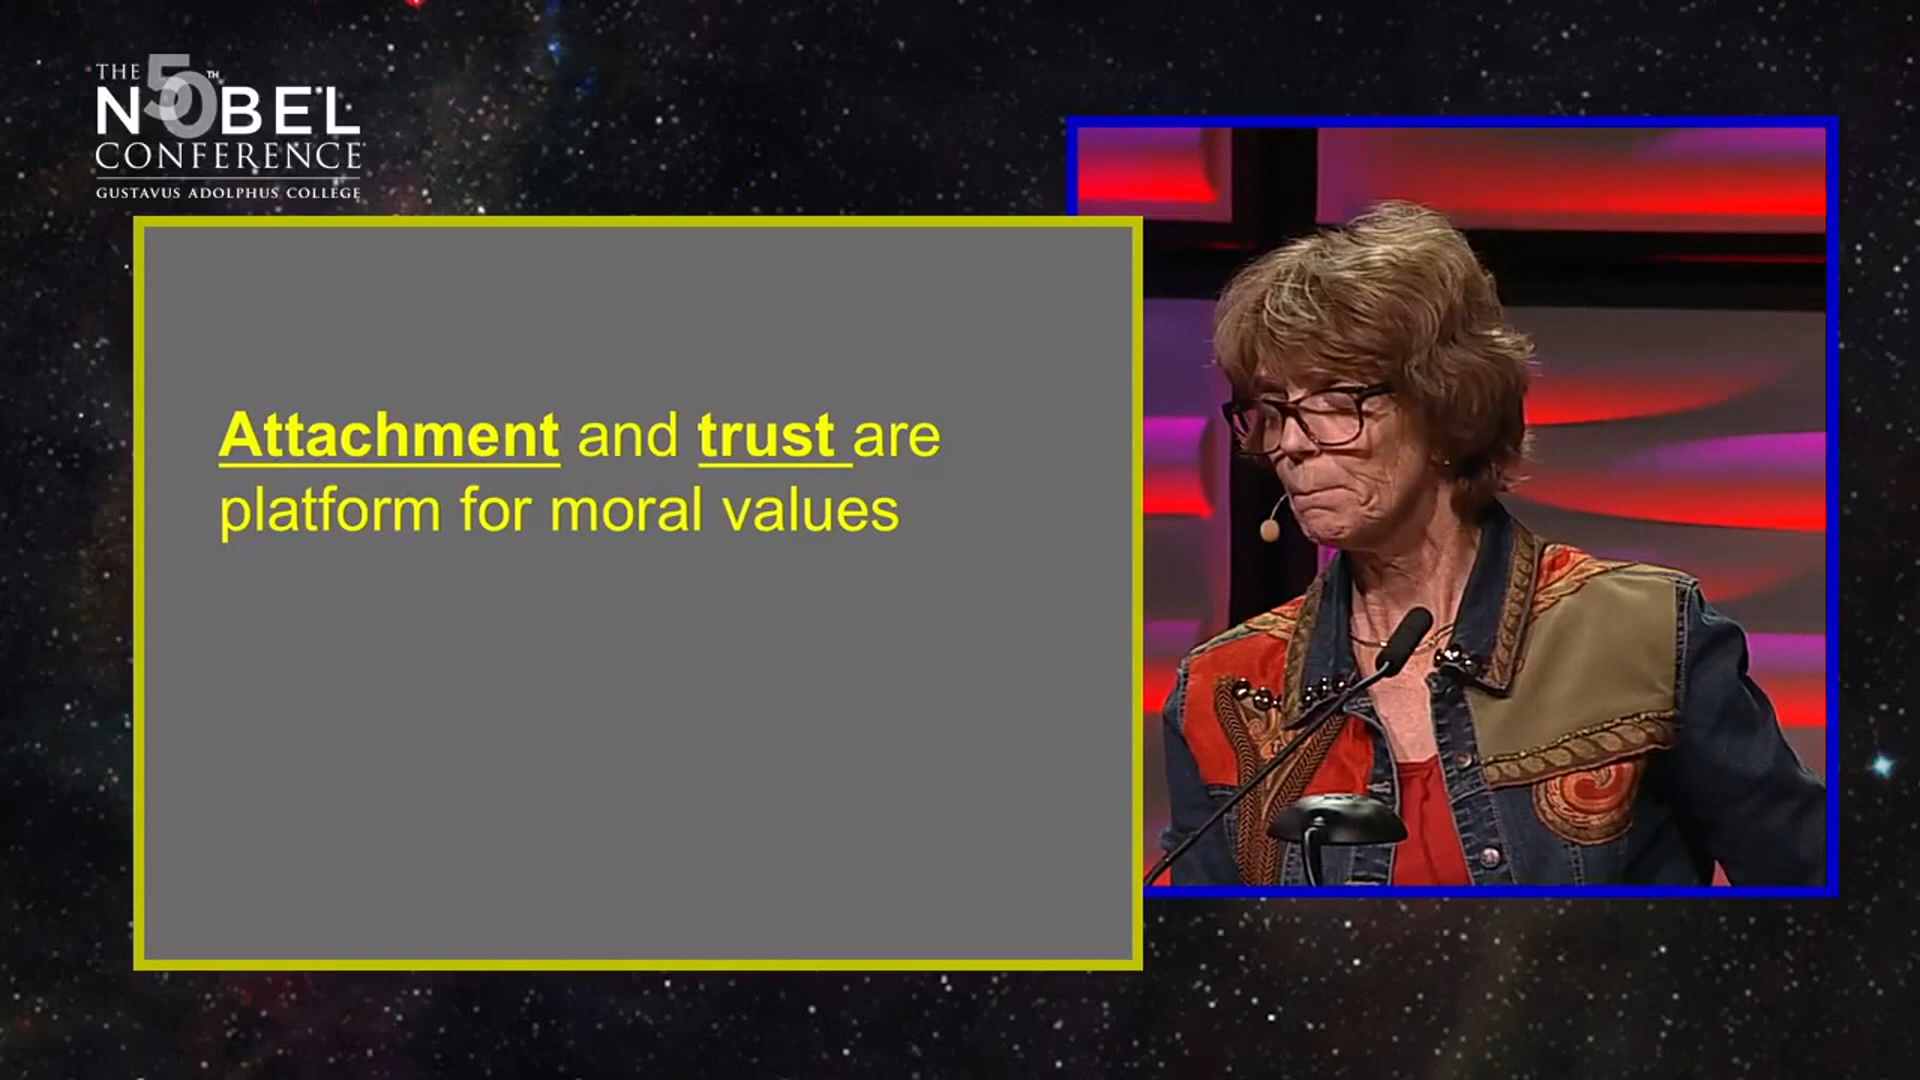 THE 50TH
NOBEL
CONFERENCE
GUSTAVUS ADOLPHUS COLLEGE
Attachment and trust are
platform for moral values